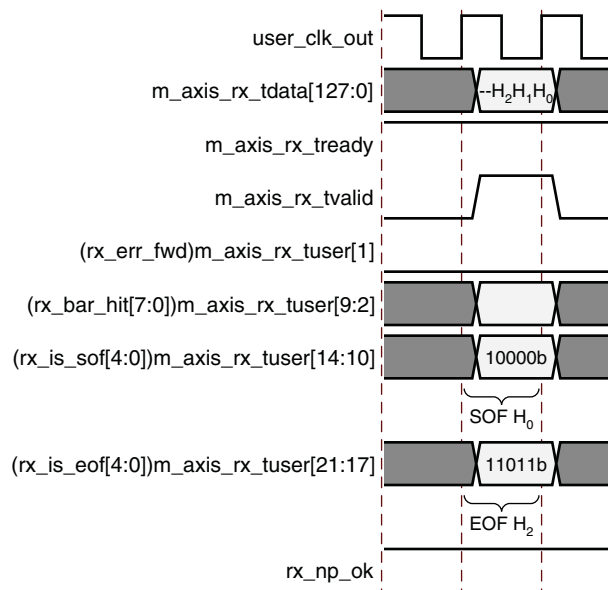 user_clk_out
m_axis_rx_tdata[127:0] --H₂H₁H₀
m_axis_rx_tready
m_axis_rx_tvalid
(rx_err_fwd)m_axis_rx_tuser[1]
(rx_bar_hit[7:0])m_axis_rx_tuser[9:2]
(rx_is_sof[4:0])m_axis_rx_tuser[14:10] 10000b
SOF H₀
(rx_is_eof[4:0])m_axis_rx_tuser[21:17] 11011b
EOF H₂
rx_np_ok